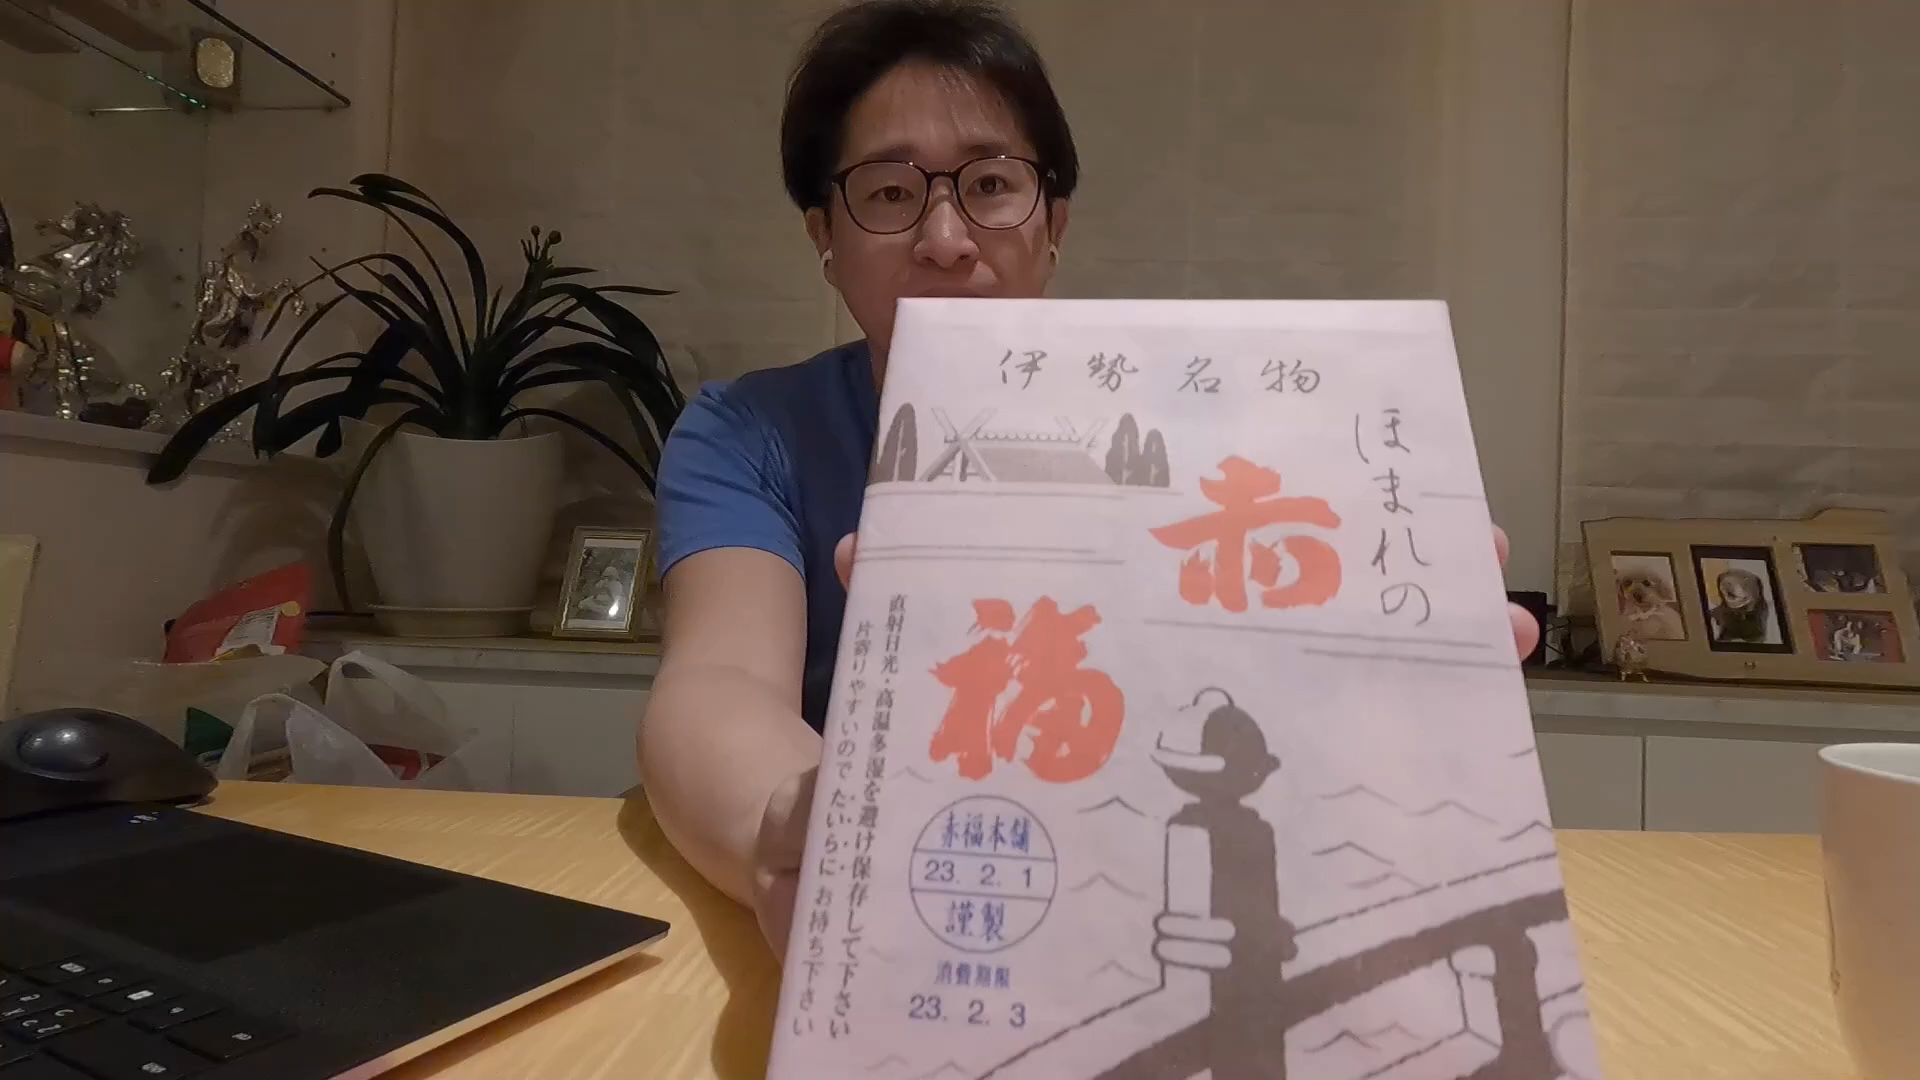 伊勢名物
ほまれの
赤福
直射日光・高温多湿を避け保存して下さい
片寄りやすいのでたいらにお持ち下さい
赤福本舗
23. 2. 1
謹製
消費期限
23. 2. 3